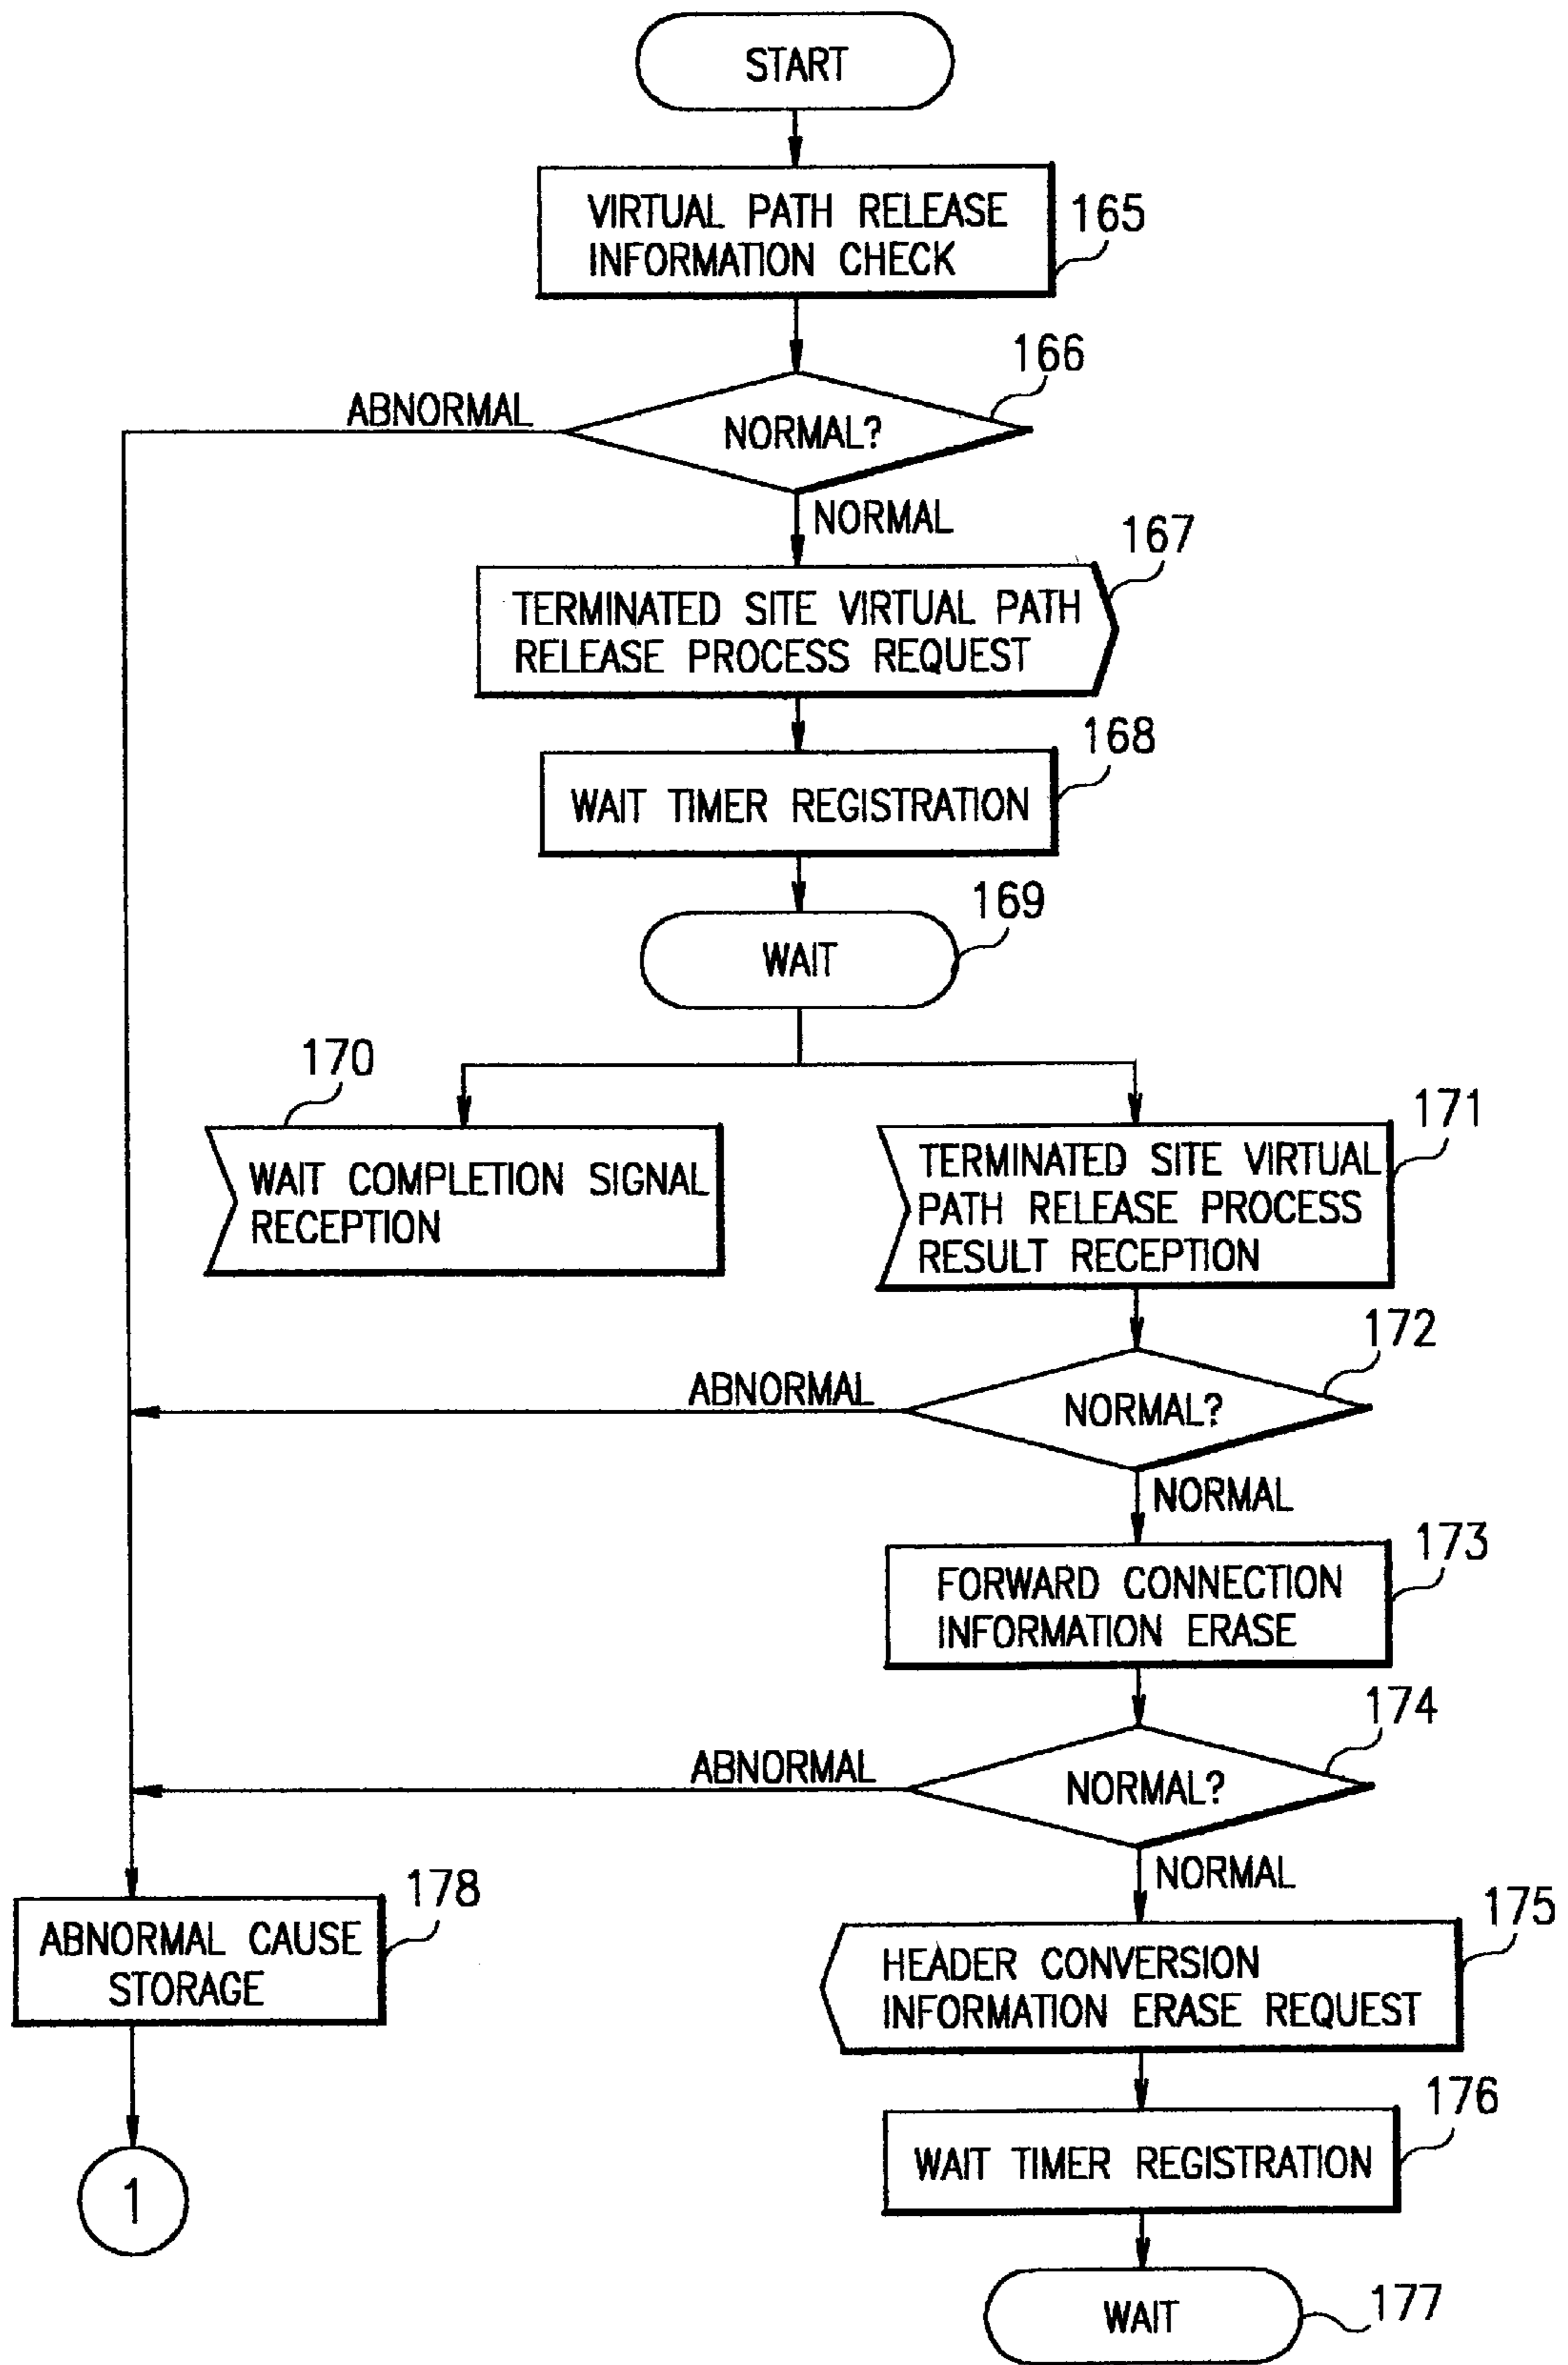 START
VIRTUAL PATH RELEASE
INFORMATION CHECK
165
166
ABNORMAL
NORMAL?
NORMAL
167
TERMINATED SITE VIRTUAL PATH
RELEASE PROCESS REQUEST
168
WAIT TIMER REGISTRATION
169
WAIT
170
WAIT COMPLETION SIGNAL
RECEPTION
171
TERMINATED SITE VIRTUAL
PATH RELEASE PROCESS
RESULT RECEPTION
172
ABNORMAL
NORMAL?
NORMAL
173
FORWARD CONNECTION
INFORMATION ERASE
174
ABNORMAL
NORMAL?
NORMAL
178
ABNORMAL CAUSE
STORAGE
175
HEADER CONVERSION
INFORMATION ERASE REQUEST
176
WAIT TIMER REGISTRATION
1
177
WAIT